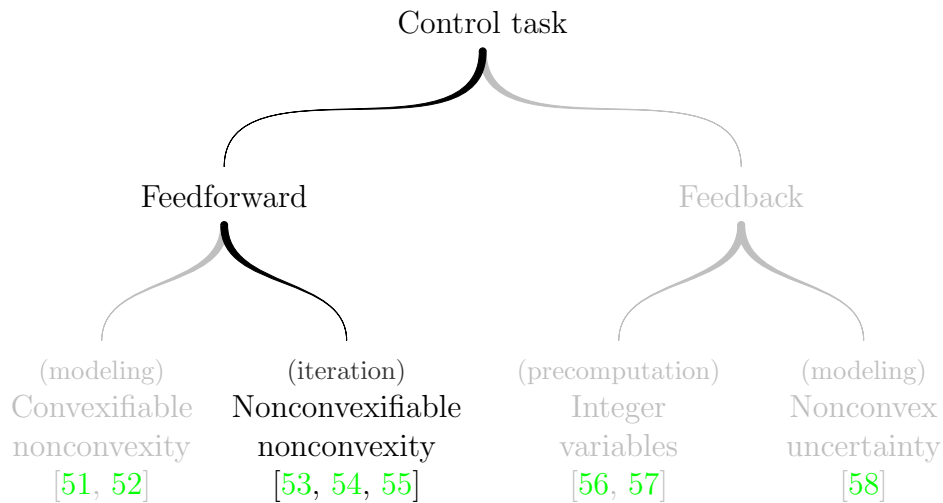 Control task
Feedforward
Feedback
(modeling)
Convexifiable
nonconvexity
[51, 52]
(iteration)
Nonconvexifiable
nonconvexity
[53, 54, 55]
(precomputation)
Integer
variables
[56, 57]
(modeling)
Nonconvex
uncertainty
[58]